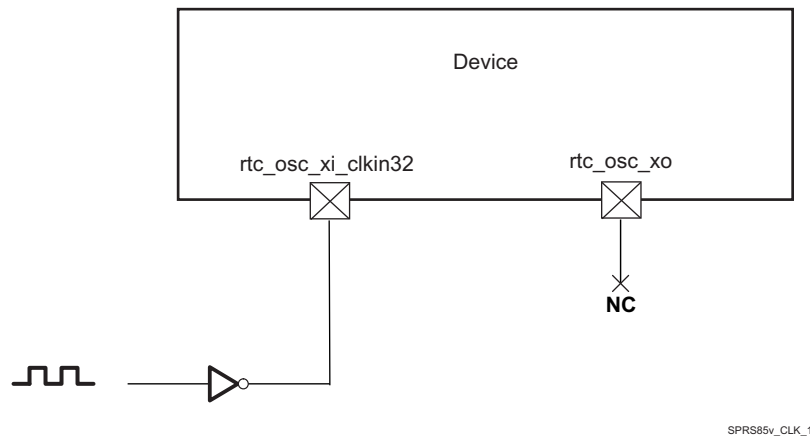 Device
rtc_osc_xi_clkin32
rtc_osc_xo
NC
SPRS85v_CLK_1